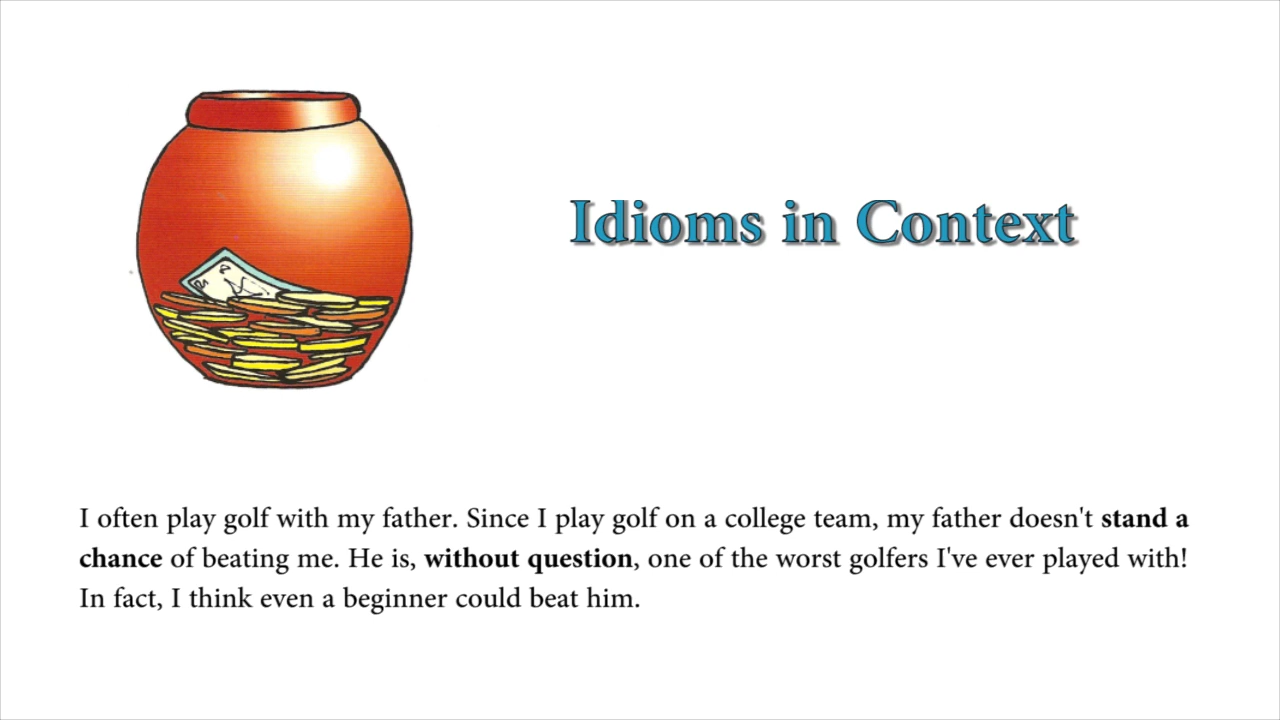 Idioms in Context
I often play golf with my father. Since I play golf on a college team, my father doesn't stand a
chance of beating me. He is, without question, one of the worst golfers I've ever played with!
In fact, I think even a beginner could beat him.